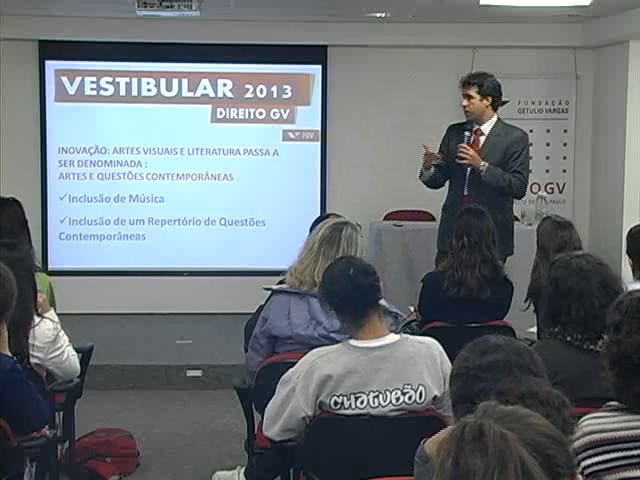 VESTIBULAR 2013
DIREITO GV
FGV
INOVAÇÃO: ARTES VISUAIS E LITERATURA PASSA A
SER DENOMINADA ;
ARTES E QUESTÕES CONTEMPORÂNEAS
✓Inclusão de Música
✓Inclusão de um Repertório de Questões
Contemporâneas
FUNDAÇÃO
GETULIO VARGAS
O GV
PAULO
CHATUBÃO